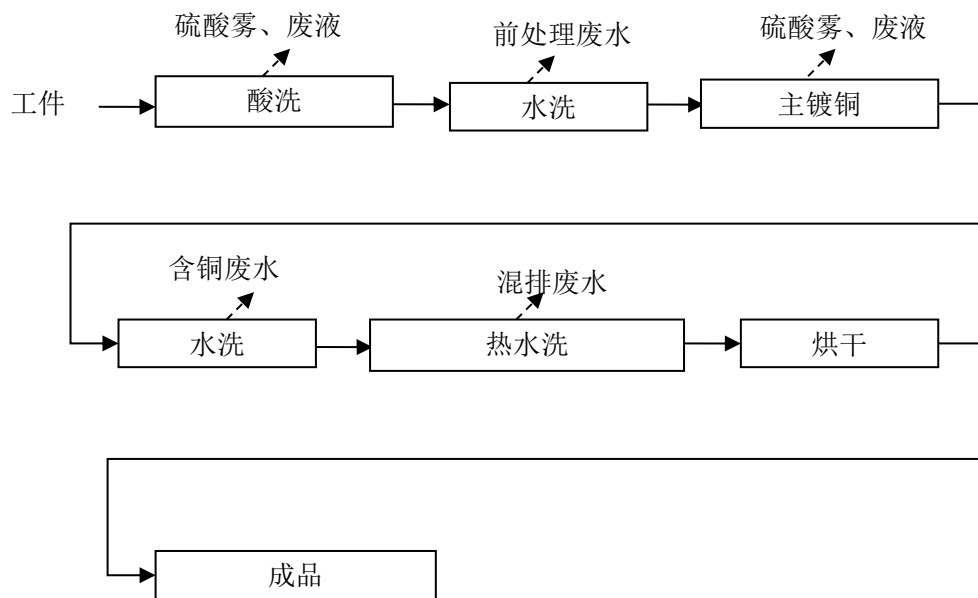 硫酸雾、废液
前处理废水
硫酸雾、废液
工件
酸洗
水洗
主镀铜
含铜废水
混排废水
水洗
热水洗
烘干
成品